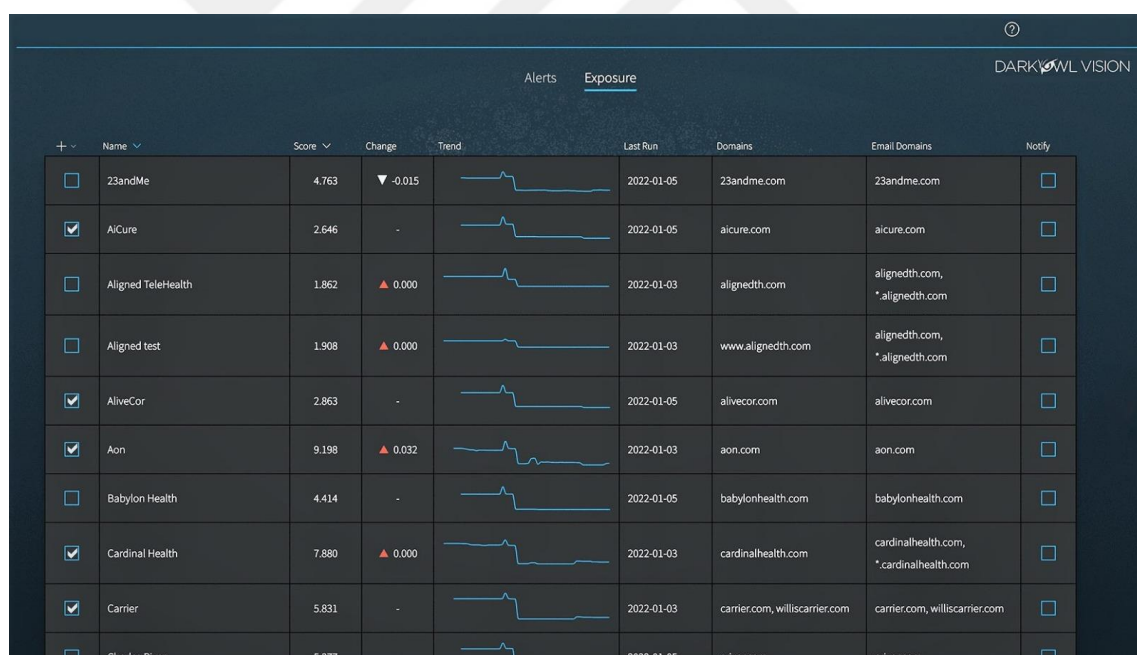 ?
DARKOWL VISION
Alerts Exposure
+ Name Score Change Trend Last Run Domains Email Domains Notify
23andMe 4.763 ▼ -0.015 2022-01-05 23andme.com 23andme.com
AiCure 2.646 - 2022-01-05 aicure.com aicure.com
Aligned TeleHealth 1.862 ▲ 0.000 2022-01-03 alignedth.com alignedth.com,
*.alignedth.com
Aligned test 1.908 ▲ 0.000 2022-01-03 www.alignedth.com alignedth.com,
*.alignedth.com
AliveCor 2.863 - 2022-01-05 alivecor.com alivecor.com
Aon 9.198 ▲ 0.032 2022-01-03 aon.com aon.com
Babylon Health 4.414 - 2022-01-05 babylonhealth.com babylonhealth.com
Cardinal Health 7.880 ▲ 0.000 2022-01-03 cardinalhealth.com cardinalhealth.com,
*.cardinalhealth.com
Carrier 5.831 - 2022-01-03 carrier.com, williscarrier.com carrier.com, williscarrier.com